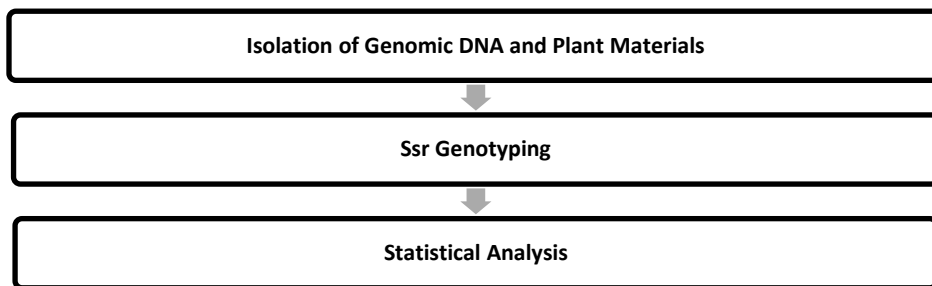 Isolation of Genomic DNA and Plant Materials
Ssr Genotyping
Statistical Analysis